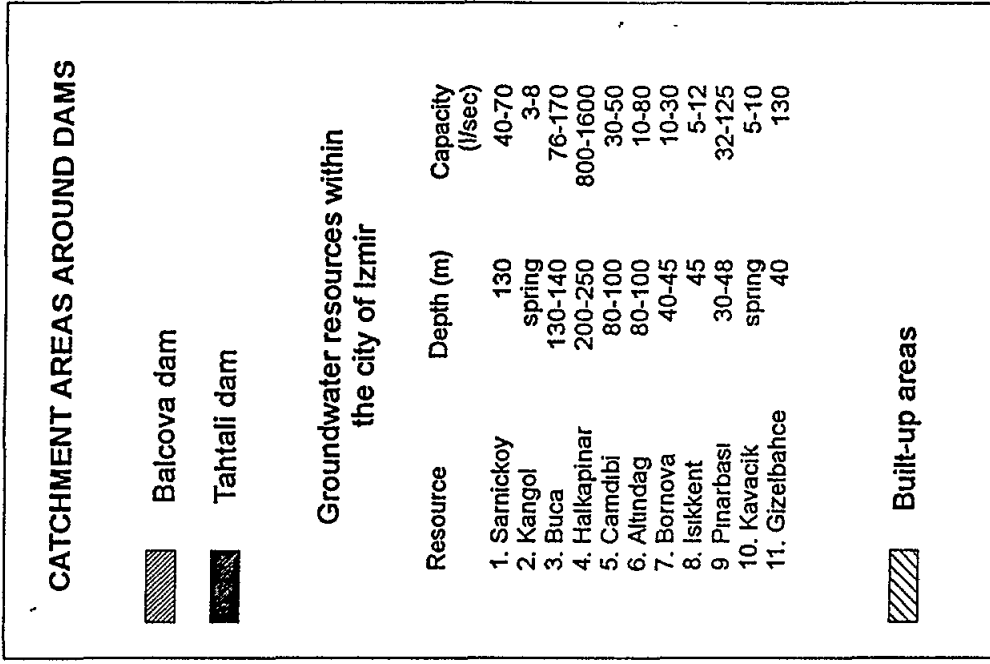 CATCHMENT AREAS AROUND DAMS
Balcova dam
Tahtali dam
Groundwater resources within
the city of Izmir
Resource Depth (m) Capacity
(l/sec)
1. Sarnickoy 130 40-70
2. Kangol spring 3-8
3. Buca 130-140 76-170
4. Halkapinar 200-250 800-1600
5. Camdibi 80-100 30-50
6. Altındag 80-100 10-80
7. Bornova 40-45 10-30
8. Isıkkent 45 5-12
9 Pınarbası 30-48 32-125
10. Kavacik spring 5-10
11. Gizelbahce 40 130
Built-up areas